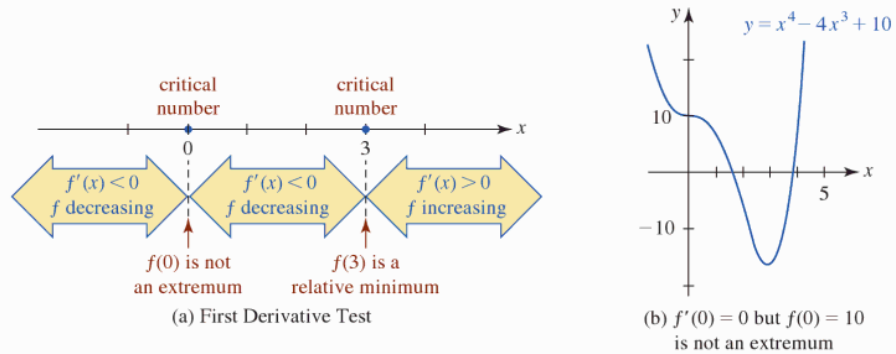 critical
number
critical
number
x
0
3
f′(x) < 0
f decreasing
f′(x) < 0
f decreasing
f′(x) > 0
f increasing
f(0) is not
an extremum
f(3) is a
relative minimum
(a) First Derivative Test
y
y = x⁴ − 4x³ + 10
10
x
5
−10
(b) f′(0) = 0 but f(0) = 10
is not an extremum